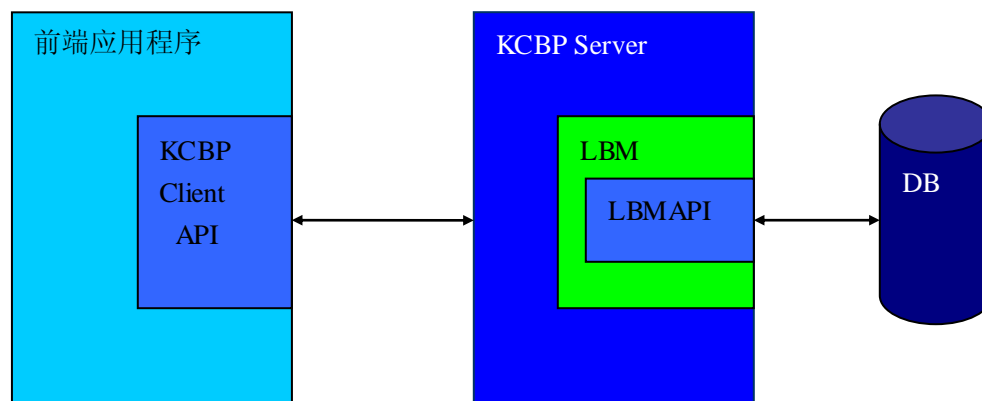 前端应用程序
KCBP
Client
API
KCBP Server
LBM
LBMAPI
DB